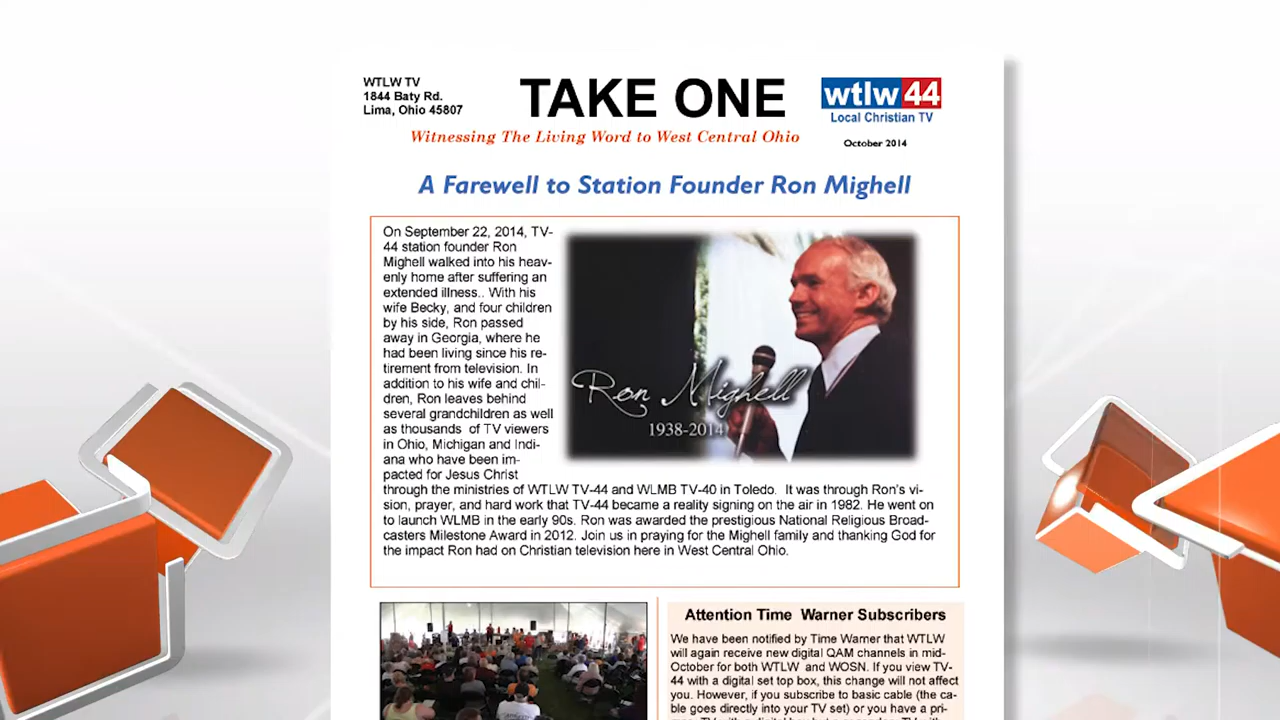 WTLW TV
1844 Baty Rd.
Lima, Ohio 45807
TAKE ONE
Witnessing The Living Word to West Central Ohio
wtlw 44
Local Christian TV
October 2014
A Farewell to Station Founder Ron Mighell
On September 22, 2014, TV-
44 station founder Ron
Mighell walked into his heav-
enly home after suffering an
extended illness.. With his
wife Becky, and four children
by his side, Ron passed
away in Georgia, where he
had been living since his re-
tirement from television. In
addition to his wife and chil-
dren, Ron leaves behind
several grandchildren as well
as thousands of TV viewers
in Ohio, Michigan and Indi-
ana who have been im-
pacted for Jesus Christ
through the ministries of WTLW TV-44 and WLMB TV-40 in Toledo. It was through Ron's vi-
sion, prayer, and hard work that TV-44 became a reality signing on the air in 1982. He went on
to launch WLMB in the early 90s. Ron was awarded the prestigious National Religious Broad-
casters Milestone Award in 2012. Join us in praying for the Mighell family and thanking God for
the impact Ron had on Christian television here in West Central Ohio.
Ron Mighell
1938-2014
Attention Time Warner Subscribers
We have been notified by Time Warner that WTLW
will again receive new digital QAM channels in mid-
October for both WTLW and WOSN. If you view TV-
44 with a digital set top box, this change will not affect
you. However, if you subscribe to basic cable (the ca-
ble goes directly into your TV set) or you have a pri-